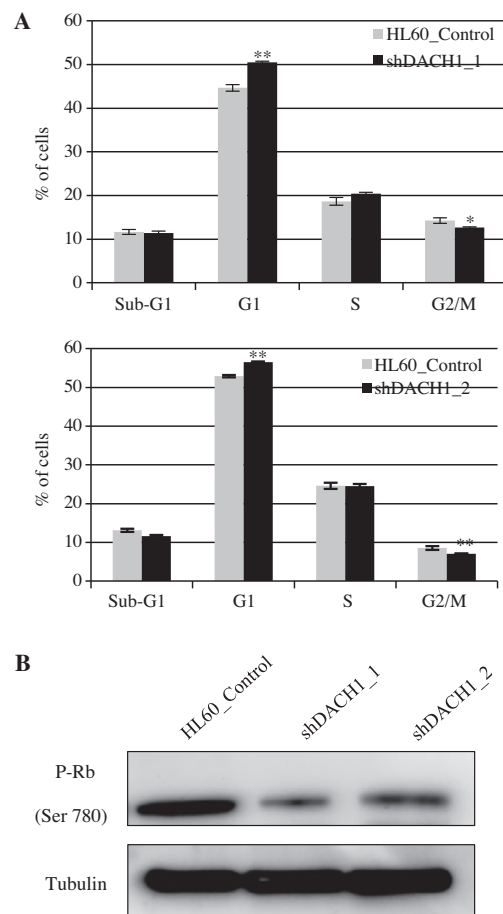 A
60
50
40
30
20
10
0
% of cells
HL60_Control
shDACH1_1
**
*
Sub-G1 G1 S G2/M
60
50
40
30
20
10
0
% of cells
HL60_Control
shDACH1_2
**
**
Sub-G1 G1 S G2/M
B
HL60_Control shDACH1_1 shDACH1_2
P-Rb
(Ser 780)
Tubulin